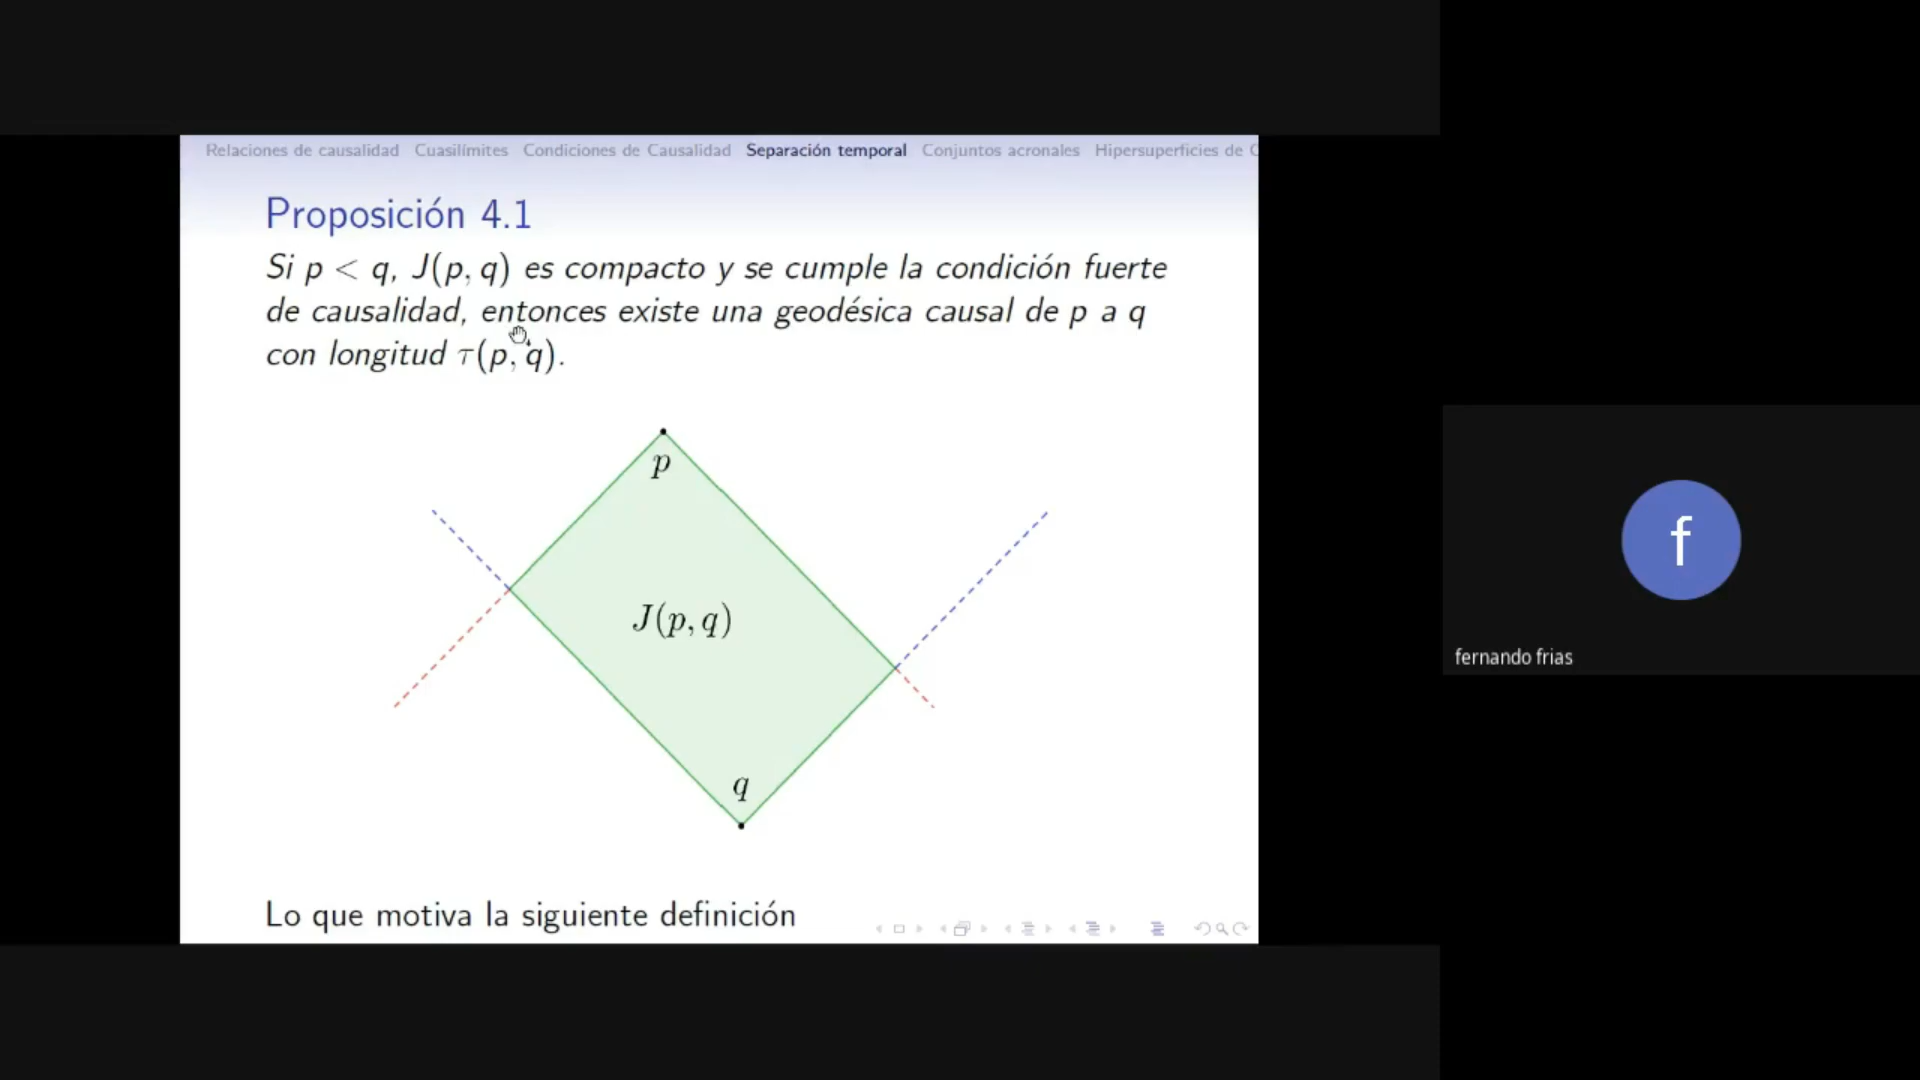 Relaciones de causalidad Cuasilímites Condiciones de Causalidad Separación temporal Conjuntos acronales Hipersuperficies de C
Proposición 4.1
Si p < q, J(p, q) es compacto y se cumple la condición fuerte
de causalidad, entonces existe una geodésica causal de p a q
con longitud τ(p, q).
p
J(p, q)
q
Lo que motiva la siguiente definición
f
fernando frias